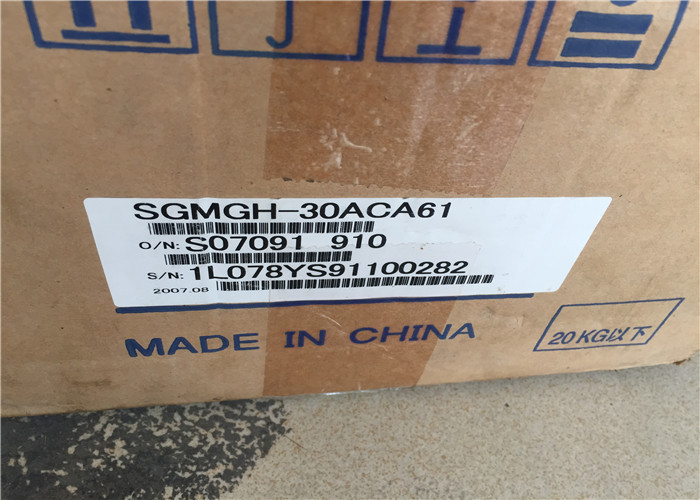 SGMGH-30ACA61
O/N: S07091 910
S/N: 1L078YS91100282
2007.08
MADE IN CHINA
20KG以下